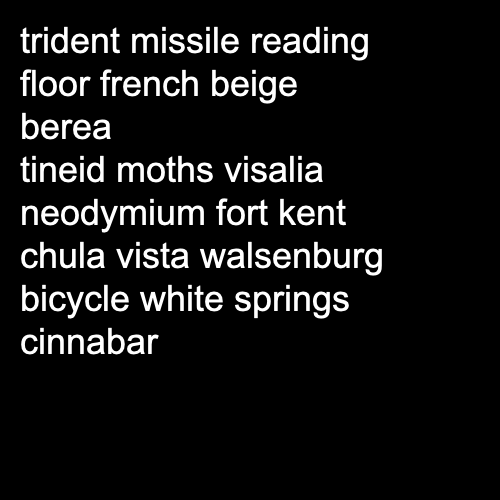 trident missile reading
floor french beige
berea
tineid moths visalia
neodymium fort kent
chula vista walsenburg
bicycle white springs
cinnabar